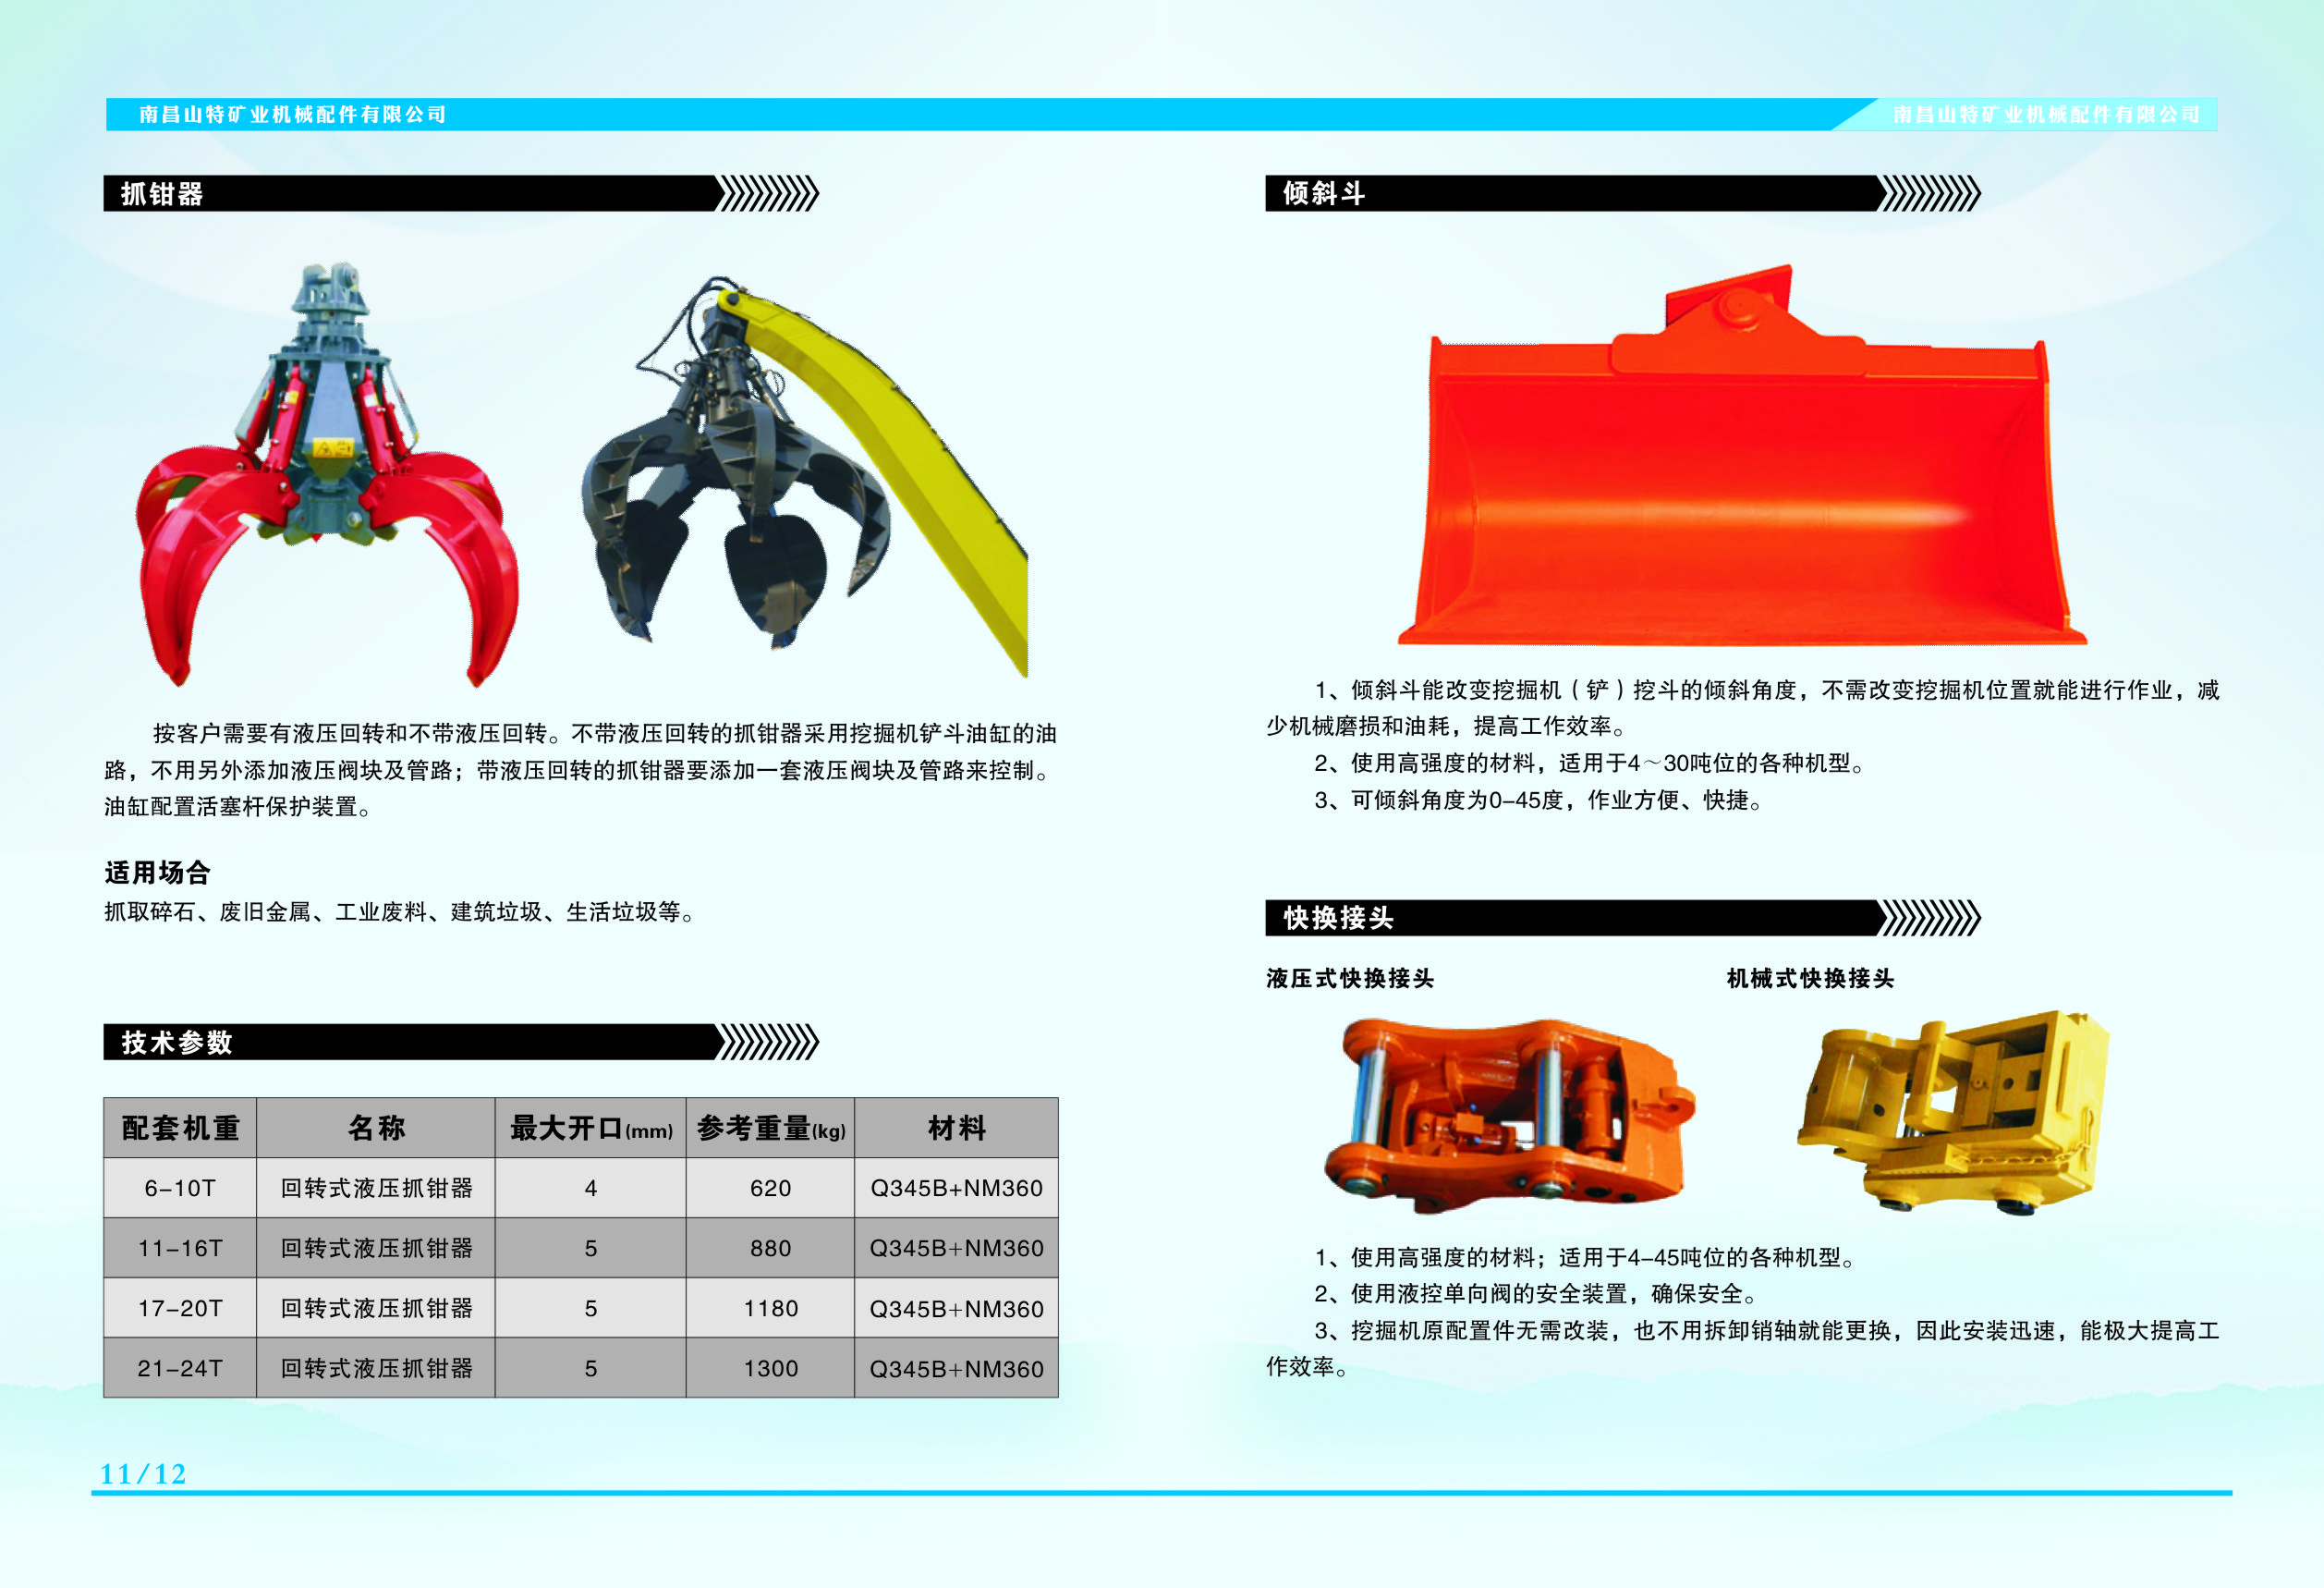 南昌山特矿业机械配件有限公司
南昌山特矿业机械配件有限公司
抓钳器
按客户需要有液压回转和不带液压回转。不带液压回转的抓钳器采用挖掘机铲斗油缸的油
路，不用另外添加液压阀块及管路；带液压回转的抓钳器要添加一套液压阀块及管路来控制。
油缸配置活塞杆保护装置。
适用场合
抓取碎石、废旧金属、工业废料、建筑垃圾、生活垃圾等。
技术参数
配套机重 名称 最大开口(mm) 参考重量(kg) 材料
6-10T 回转式液压抓钳器 4 620 Q345B+NM360
11-16T 回转式液压抓钳器 5 880 Q345B+NM360
17-20T 回转式液压抓钳器 5 1180 Q345B+NM360
21-24T 回转式液压抓钳器 5 1300 Q345B+NM360
11/12
倾斜斗
1、倾斜斗能改变挖掘机（铲）挖斗的倾斜角度，不需改变挖掘机位置就能进行作业，减
少机械磨损和油耗，提高工作效率。
2、使用高强度的材料，适用于4～30吨位的各种机型。
3、可倾斜角度为0-45度，作业方便、快捷。
快换接头
液压式快换接头 机械式快换接头
1、使用高强度的材料；适用于4-45吨位的各种机型。
2、使用液控单向阀的安全装置，确保安全。
3、挖掘机原配置件无需改装，也不用拆卸销轴就能更换，因此安装迅速，能极大提高工
作效率。